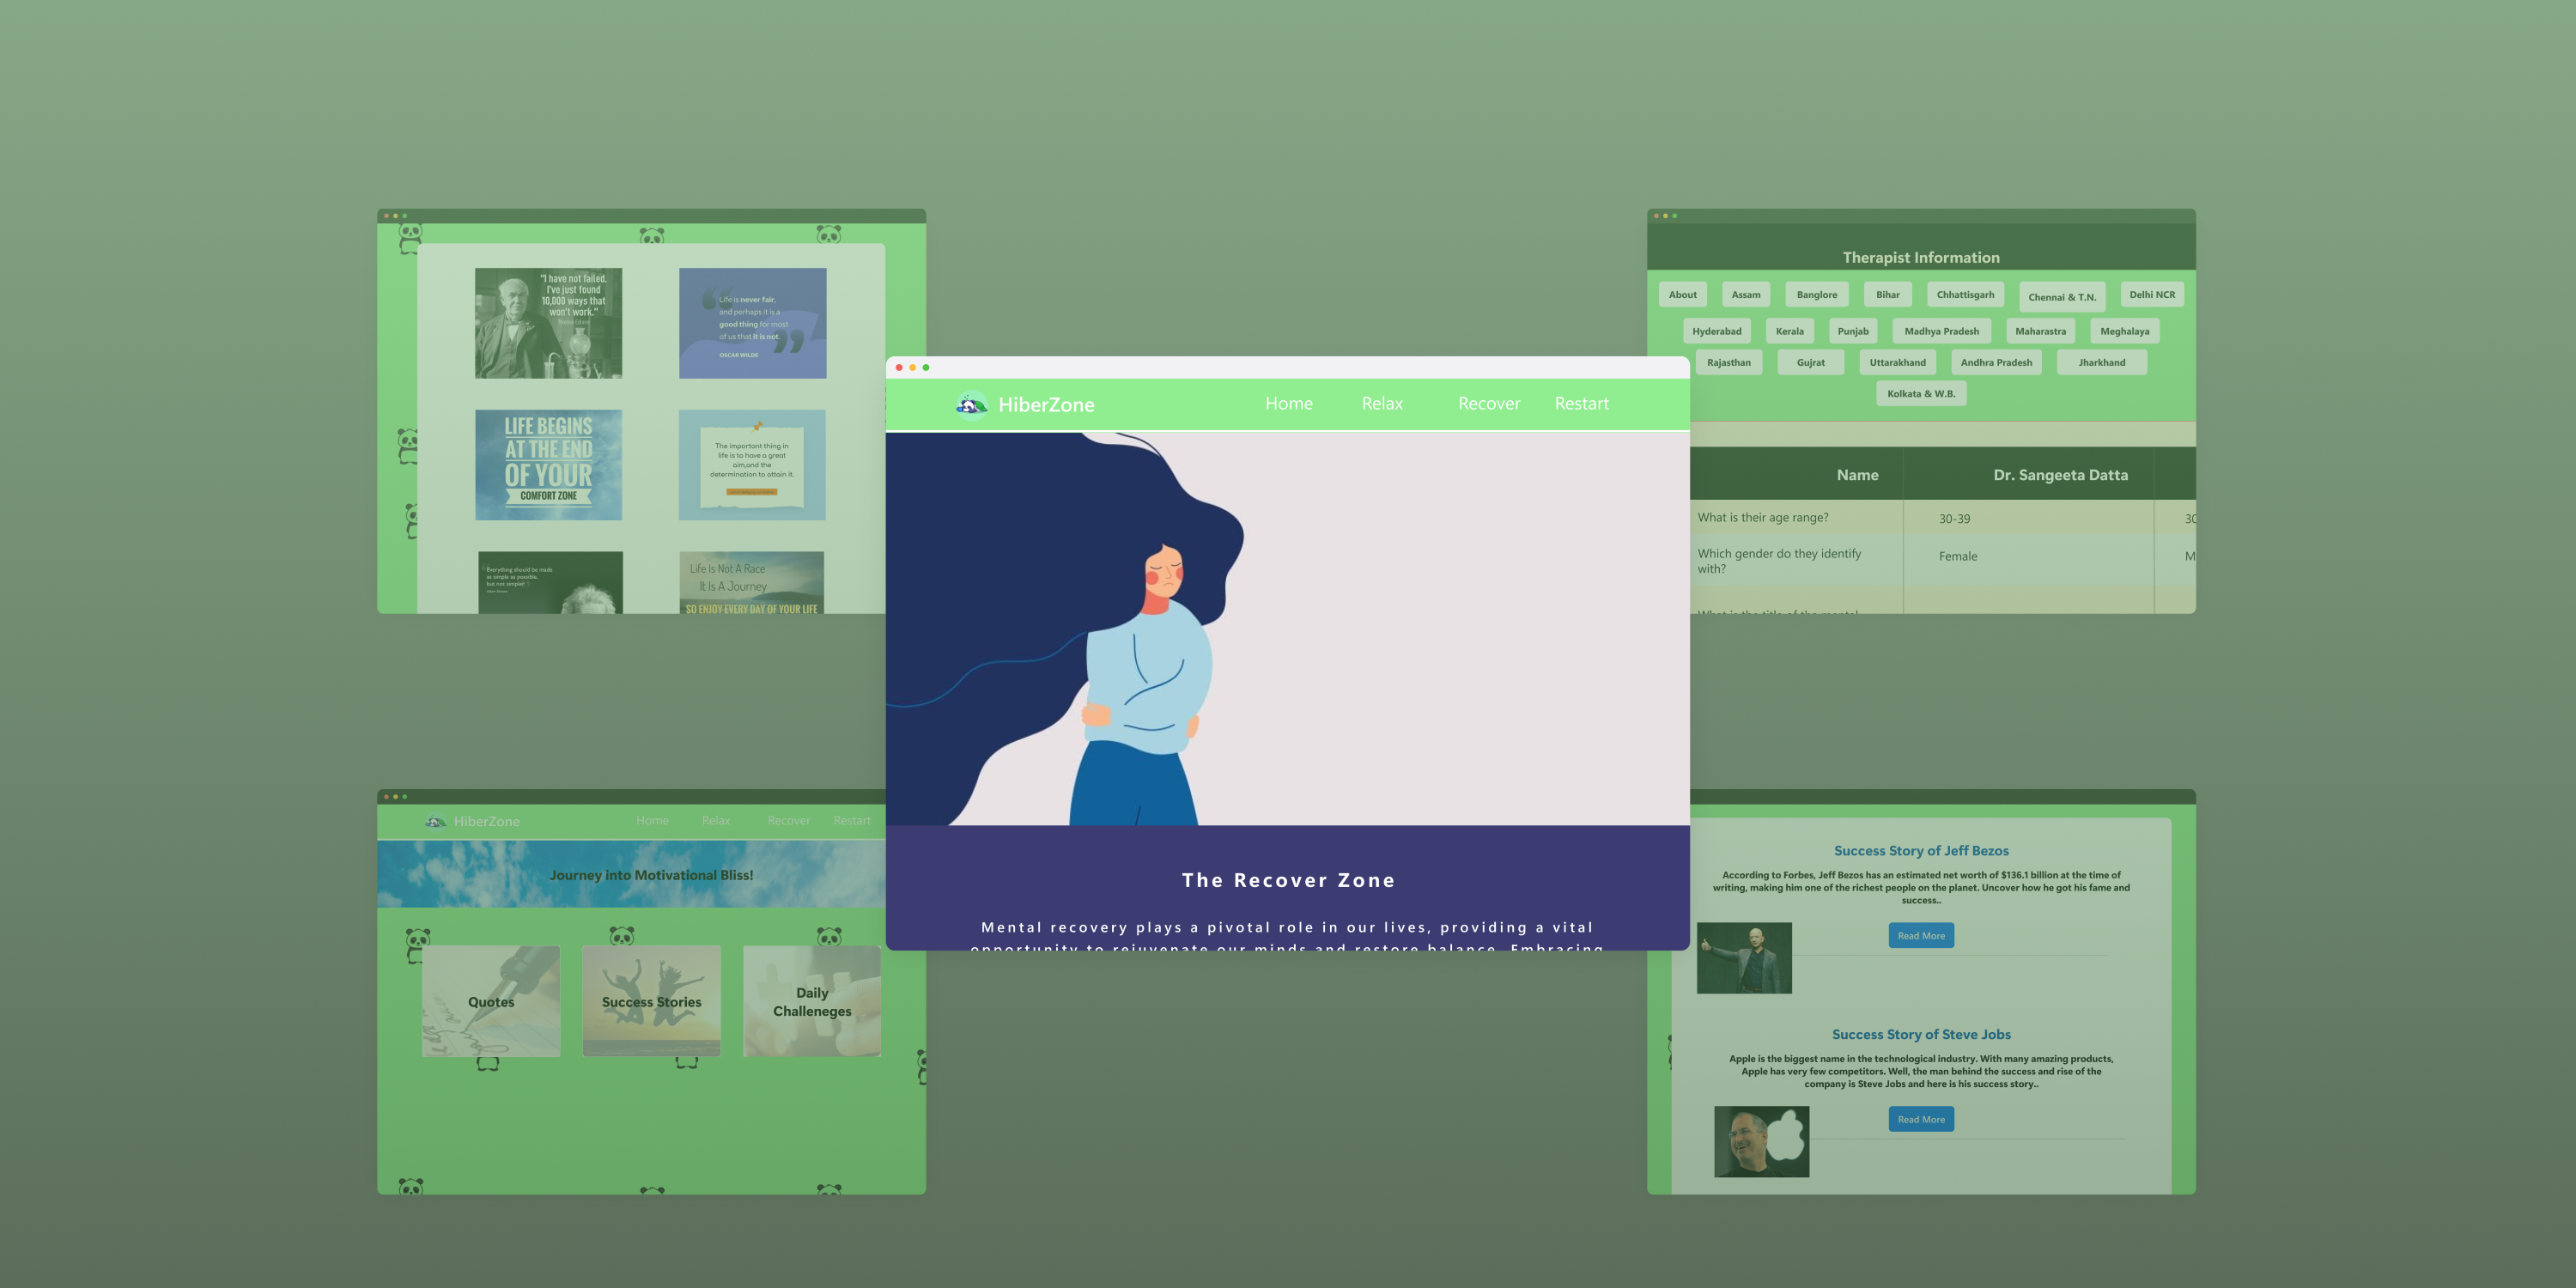 "I have not failed.
I've just found
10,000 ways that
won't work."
Life is never fair,
and perhaps it is a
good thing for most
of us that it is not.
OSCAR WILDE
LIFE BEGINS
AT THE END
OF YOUR
COMFORT ZONE
The important thing in
life is to have a great
aim,and the
determination to attain it.
Everything should be made
as simple as possible,
but not simpler
Life Is Not A Race
It Is A Journey
SO ENJOY EVERY DAY OF YOUR LIFE
Therapist Information
About Assam Banglore Bihar Chhattisgarh Chennai & T.N. Delhi NCR
Hyderabad Kerala Punjab Madhya Pradesh Maharastra Meghalaya
Rajasthan Gujrat Uttarakhand Andhra Pradesh Jharkhand
Kolkata & W.B.
Name Dr. Sangeeta Datta
What is their age range? 30-39 30
Which gender do they identify Female M
with?
What is the title of the mental
HiberZone Home Relax Recover Restart
The Recover Zone
Mental recovery plays a pivotal role in our lives, providing a vital
opportunity to rejuvenate our minds and restore balance. Embracing
HiberZone Home Relax Recover Restart
Journey into Motivational Bliss!
Quotes
Success Stories
Daily
Challeneges
Success Story of Jeff Bezos
According to Forbes, Jeff Bezos has an estimated net worth of $136.1 billion at the time of
writing, making him one of the richest people on the planet. Uncover how he got his fame and
success..
Read More
Success Story of Steve Jobs
Apple is the biggest name in the technological industry. With many amazing products,
Apple has very few competitors. Well, the man behind the success and rise of the
company is Steve Jobs and here is his success story..
Read More